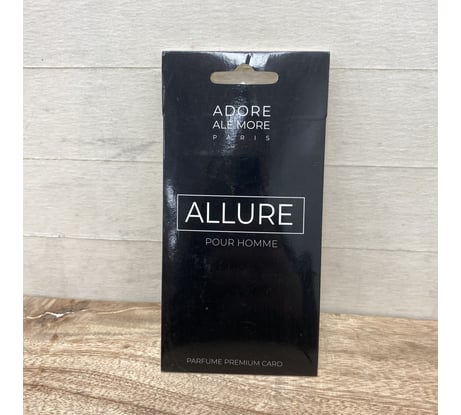 ADORE
ALÉ MORE
PARIS
ALLURE
POUR HOMME
PARFUME PREMIUM CARD